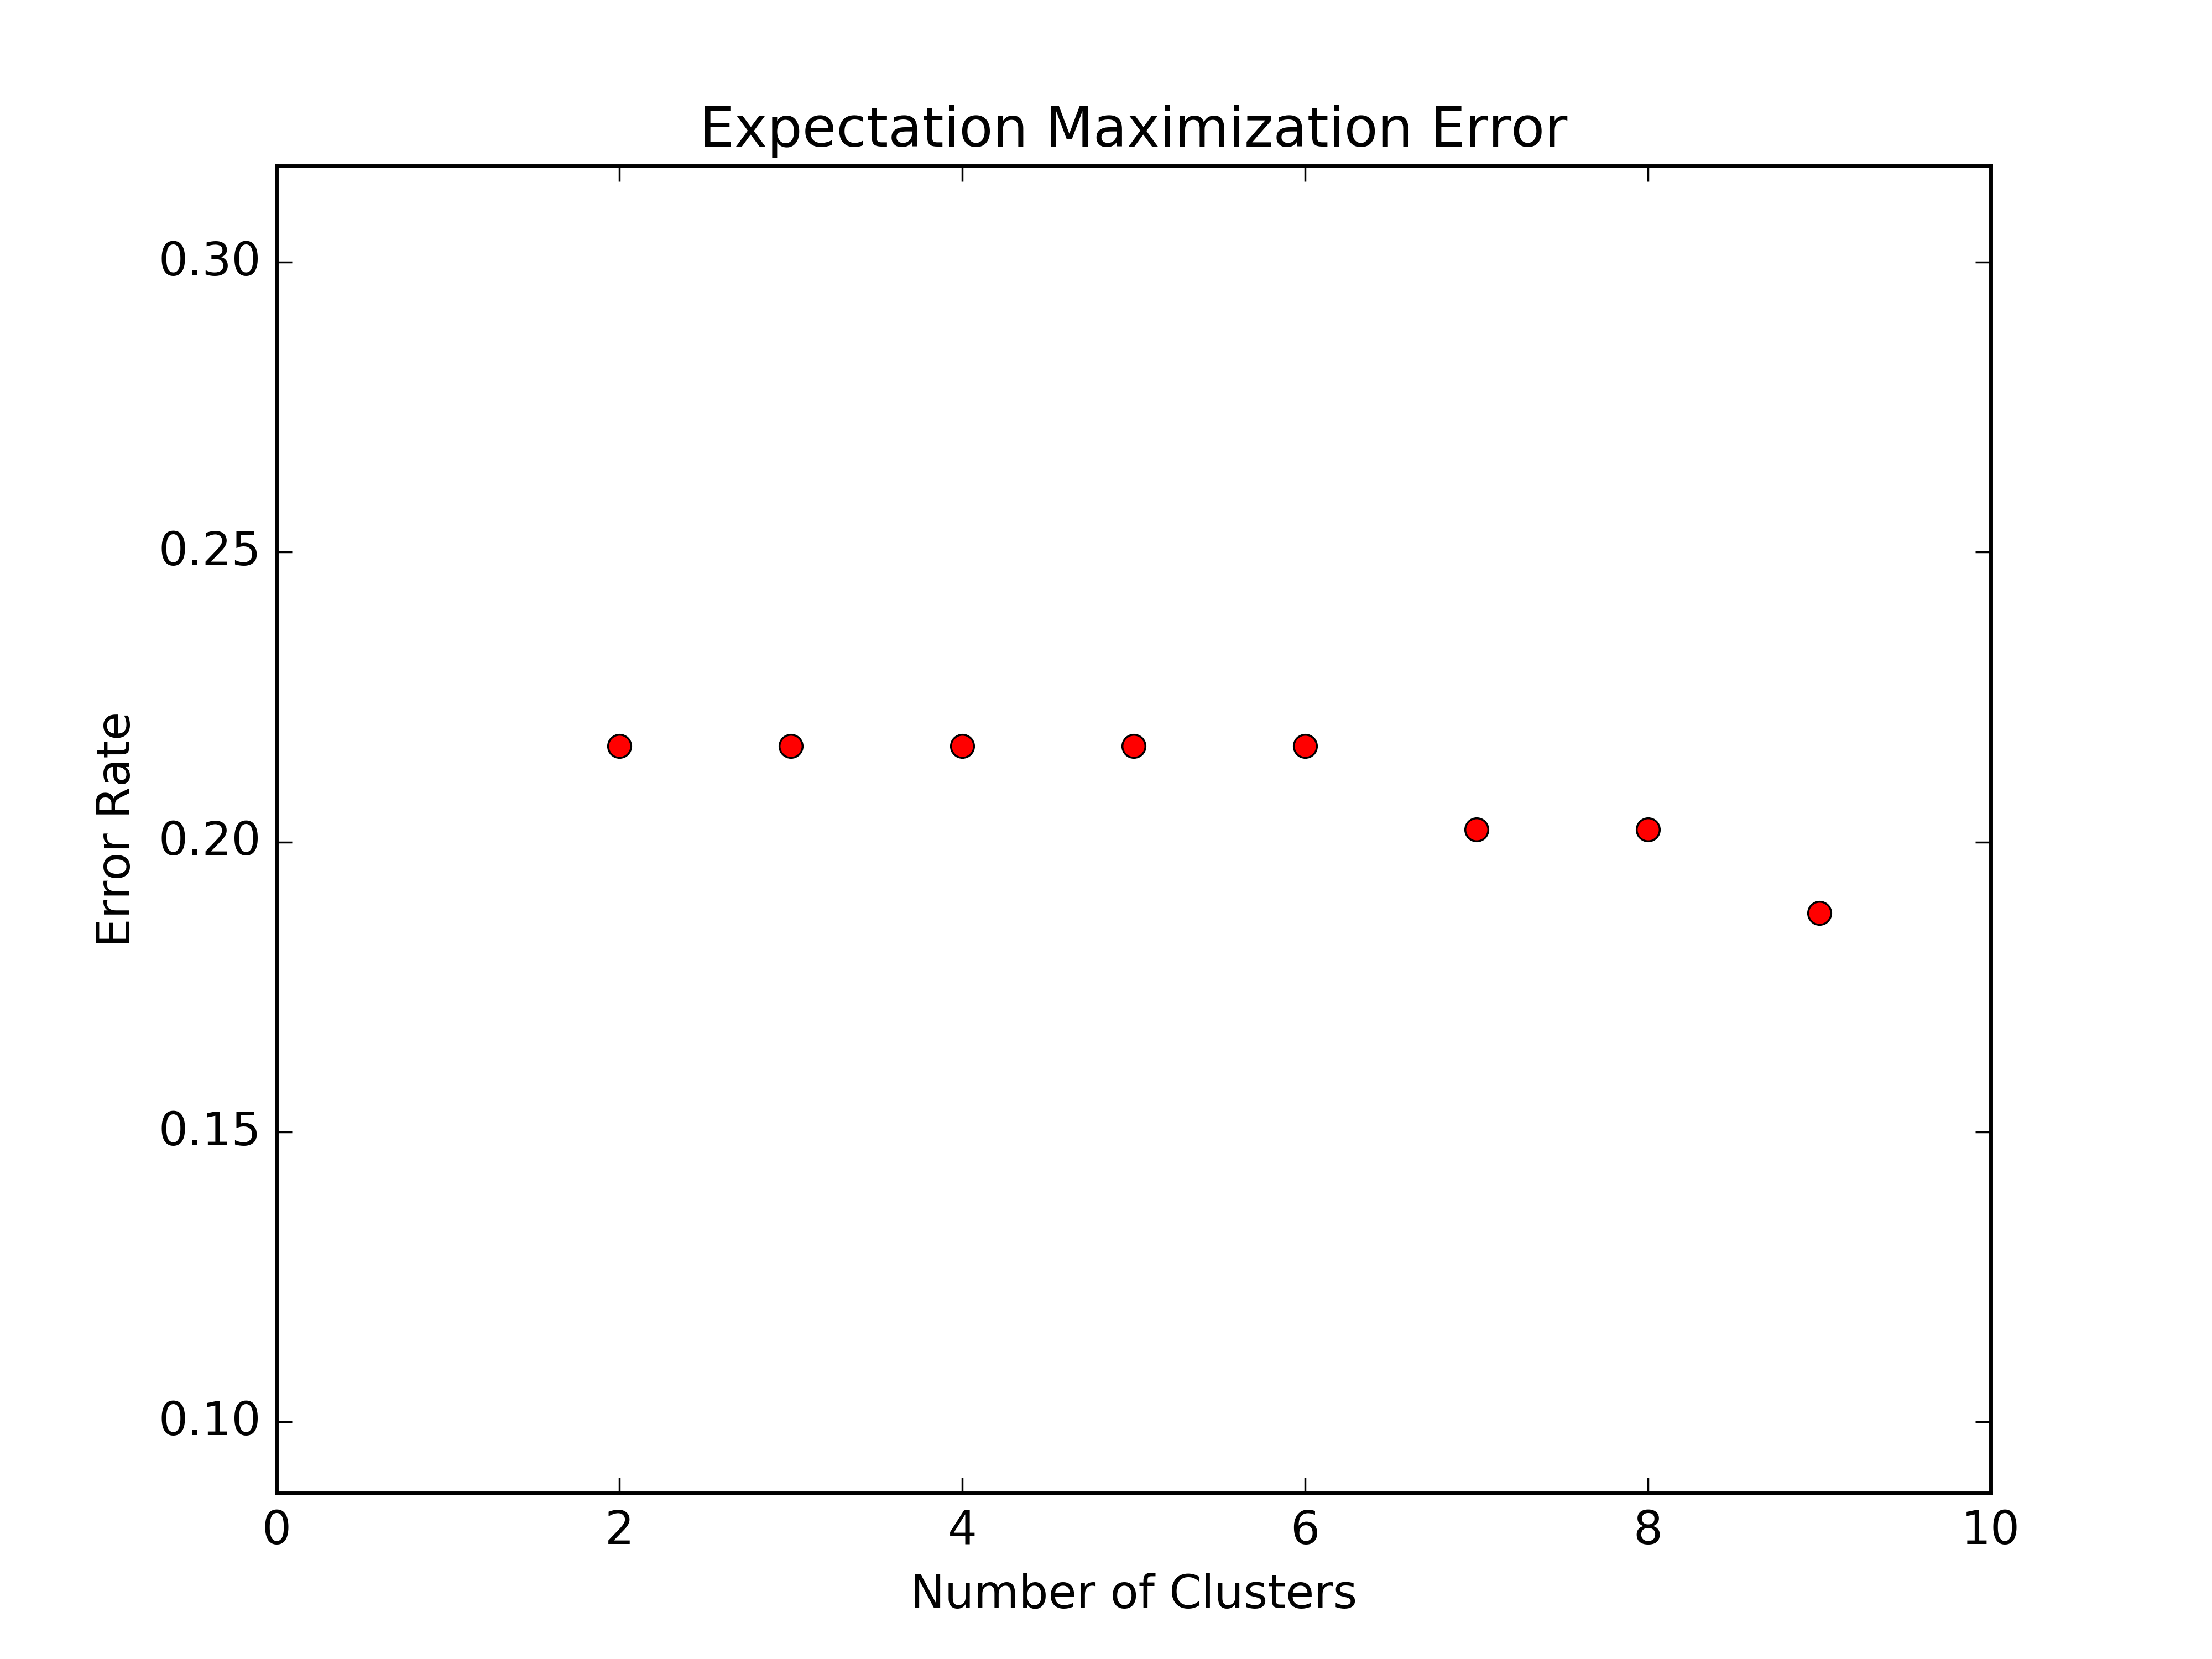 Expectation Maximization Error
0.30
0.25
0.20
0.15
0.10
Error Rate
0 2 4 6 8 10
Number of Clusters